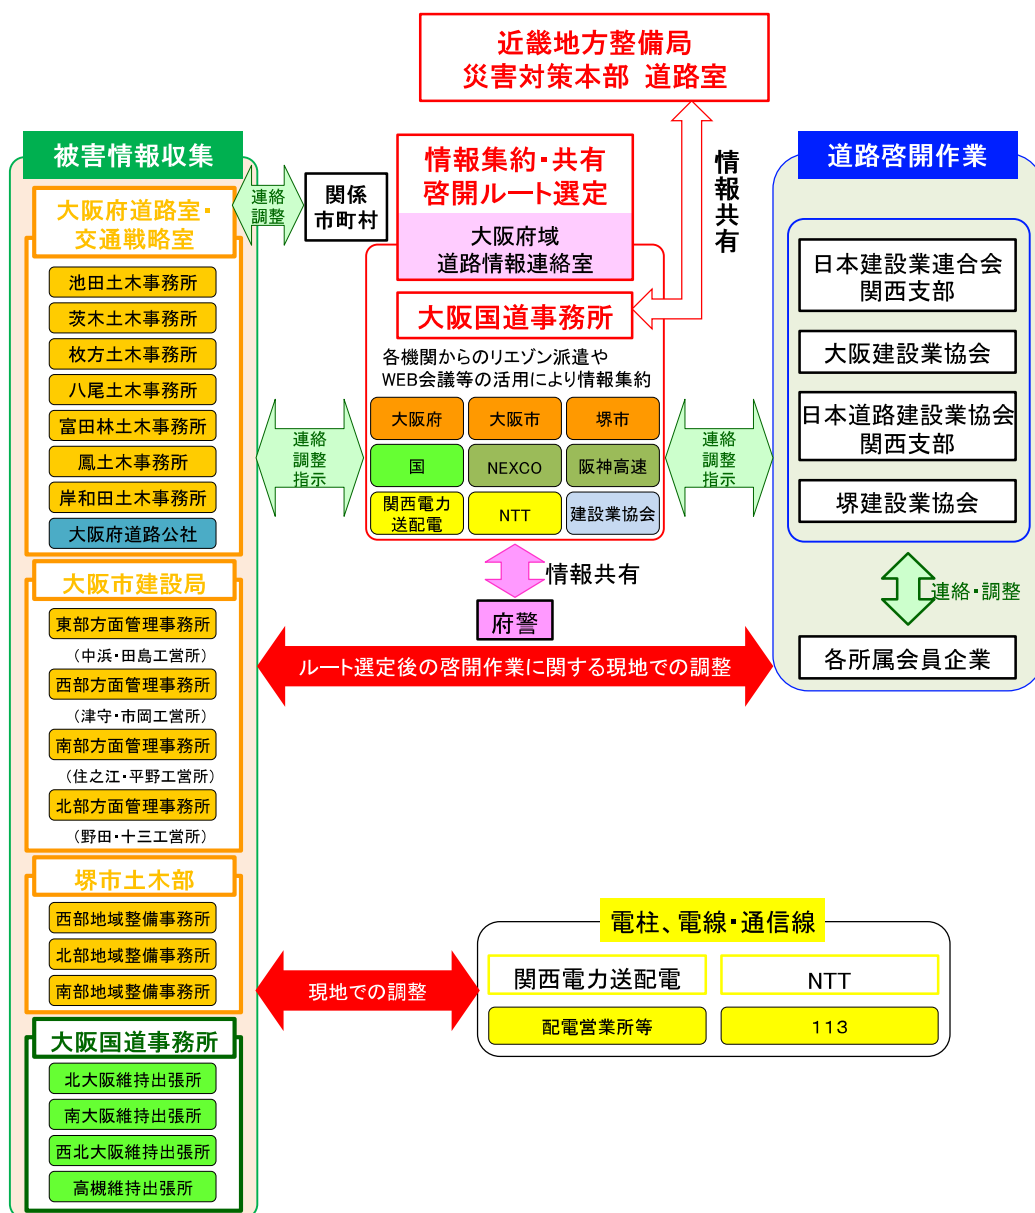 近畿地方整備局
災害対策本部 道路室
情報共有
被害情報収集
大阪府道路室・
交通戦略室
池田土木事務所
茨木土木事務所
枚方土木事務所
八尾土木事務所
富田林土木事務所
鳳土木事務所
岸和田土木事務所
大阪府道路公社
大阪市建設局
東部方面管理事務所
（中浜・田島工営所）
西部方面管理事務所
（津守・市岡工営所）
南部方面管理事務所
（住之江・平野工営所）
北部方面管理事務所
（野田・十三工営所）
堺市土木部
西部地域整備事務所
北部地域整備事務所
南部地域整備事務所
大阪国道事務所
北大阪維持出張所
南大阪維持出張所
西北大阪維持出張所
高槻維持出張所
連絡
調整
関係
市町村
連絡
調整
指示
情報集約・共有
啓開ルート選定
大阪府域
道路情報連絡室
大阪国道事務所
各機関からのリエゾン派遣や
WEB会議等の活用により情報集約
大阪府
大阪市
堺市
国
NEXCO
阪神高速
関西電力
送配電
NTT
建設業協会
情報共有
府警
連絡
調整
指示
道路啓開作業
日本建設業連合会
関西支部
大阪建設業協会
日本道路建設業協会
関西支部
堺建設業協会
連絡・調整
各所属会員企業
ルート選定後の啓開作業に関する現地での調整
現地での調整
電柱、電線・通信線
関西電力送配電
NTT
配電営業所等
113